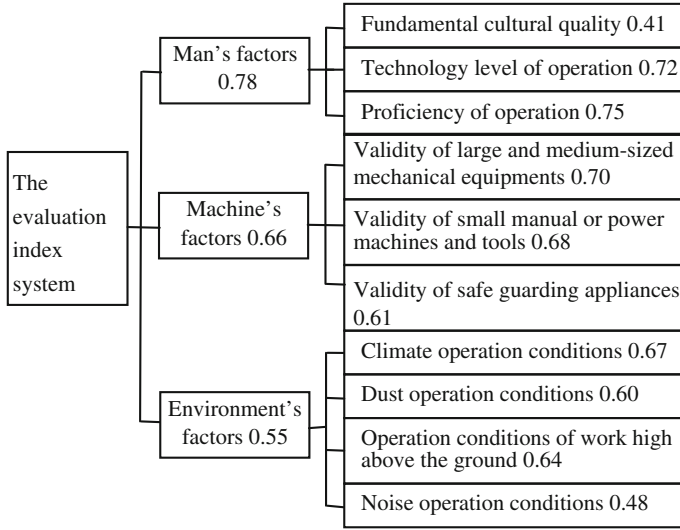 The
evaluation
index
system
Man's factors
0.78
Fundamental cultural quality 0.41
Technology level of operation 0.72
Proficiency of operation 0.75
Machine's
factors 0.66
Validity of large and medium-sized
mechanical equipments 0.70
Validity of small manual or power
machines and tools 0.68
Validity of safe guarding appliances
0.61
Environment's
factors 0.55
Climate operation conditions 0.67
Dust operation conditions 0.60
Operation conditions of work high
above the ground 0.64
Noise operation conditions 0.48